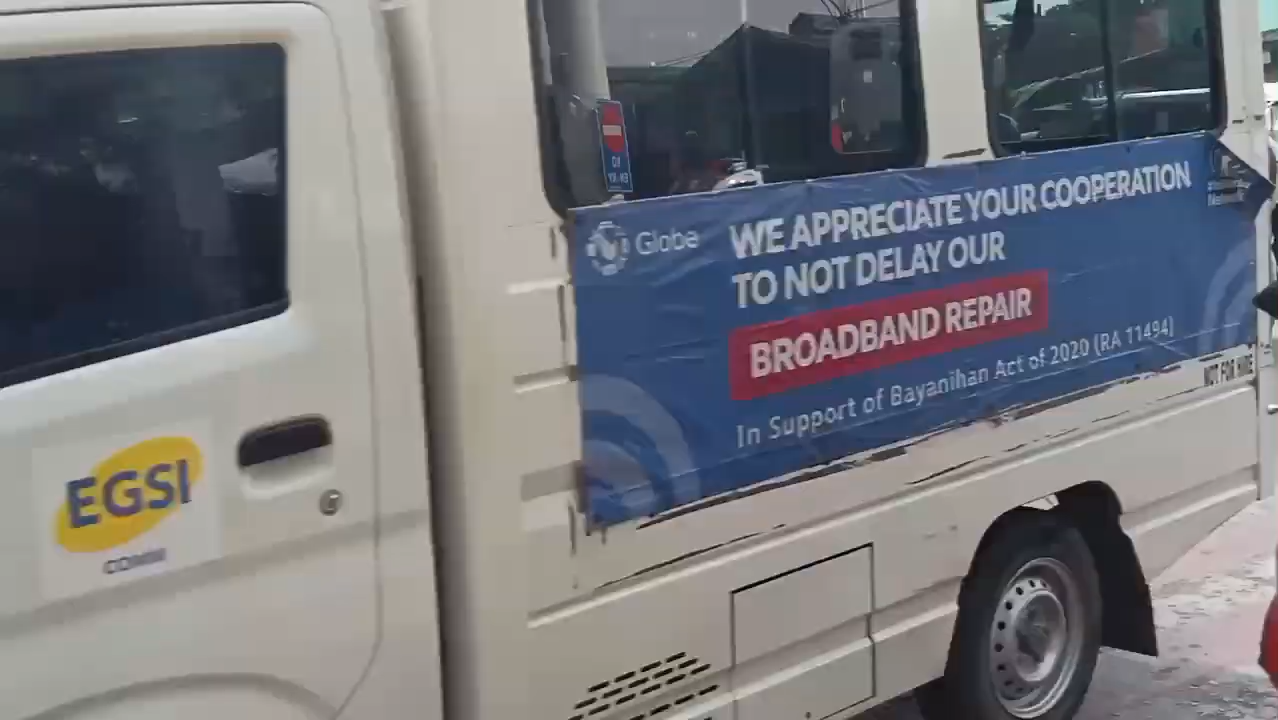 Globe
WE APPRECIATE YOUR COOPERATION
TO NOT DELAY OUR
BROADBAND REPAIR
In Support of Bayanihan Act of 2020 (RA 11494)
NOT FOR HIRE
EGSI
COMM